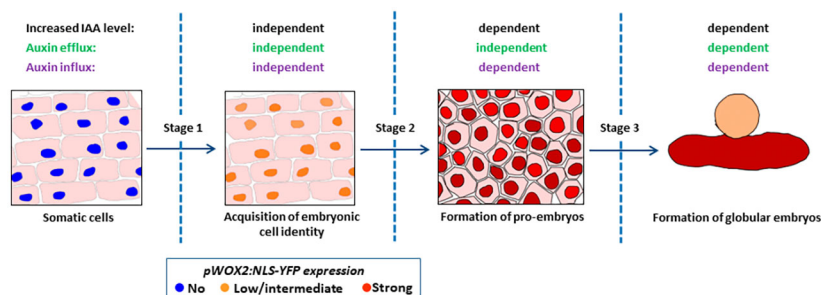 Increased IAA level: independent dependent dependent
Auxin efflux: independent independent dependent
Auxin influx: independent dependent dependent
Stage 1 Stage 2 Stage 3
Somatic cells Acquisition of embryonic Formation of pro-embryos Formation of globular embryos
cell identity
pWOX2:NLS-YFP expression
No Low/intermediate Strong